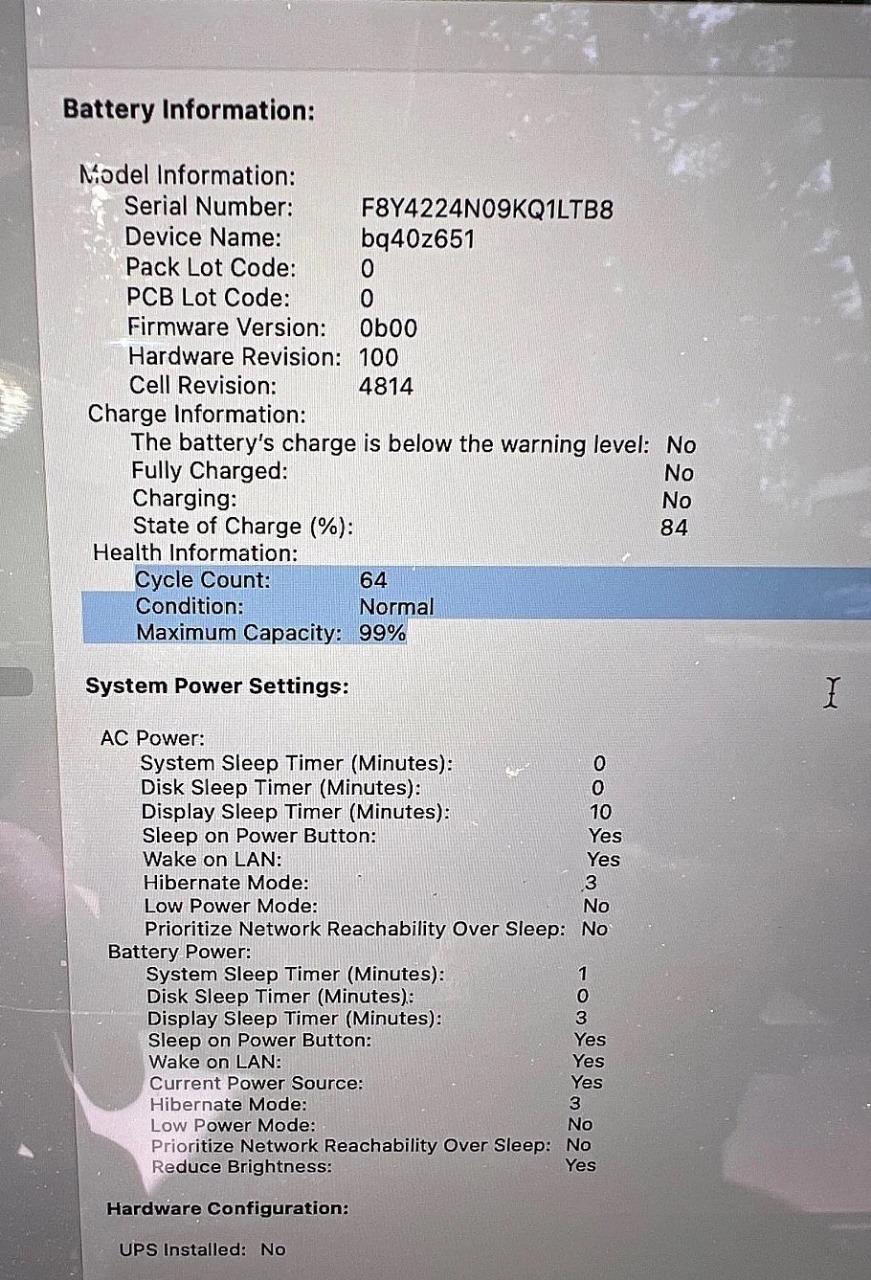 Battery Information:
Model Information:
Serial Number: F8Y4224N09KQ1LTB8
Device Name: bq40z651
Pack Lot Code: 0
PCB Lot Code: 0
Firmware Version: 0b00
Hardware Revision: 100
Cell Revision: 4814
Charge Information:
The battery's charge is below the warning level: No
Fully Charged: No
Charging: No
State of Charge (%): 84
Health Information:
Cycle Count: 64
Condition: Normal
Maximum Capacity: 99%
System Power Settings:
AC Power:
System Sleep Timer (Minutes): 0
Disk Sleep Timer (Minutes): 0
Display Sleep Timer (Minutes): 10
Sleep on Power Button: Yes
Wake on LAN: Yes
Hibernate Mode: 3
Low Power Mode: No
Prioritize Network Reachability Over Sleep: No
Battery Power:
System Sleep Timer (Minutes): 1
Disk Sleep Timer (Minutes): 0
Display Sleep Timer (Minutes): 3
Sleep on Power Button: Yes
Wake on LAN: Yes
Current Power Source: Yes
Hibernate Mode: 3
Low Power Mode: No
Prioritize Network Reachability Over Sleep: No
Reduce Brightness: Yes
Hardware Configuration:
UPS Installed: No